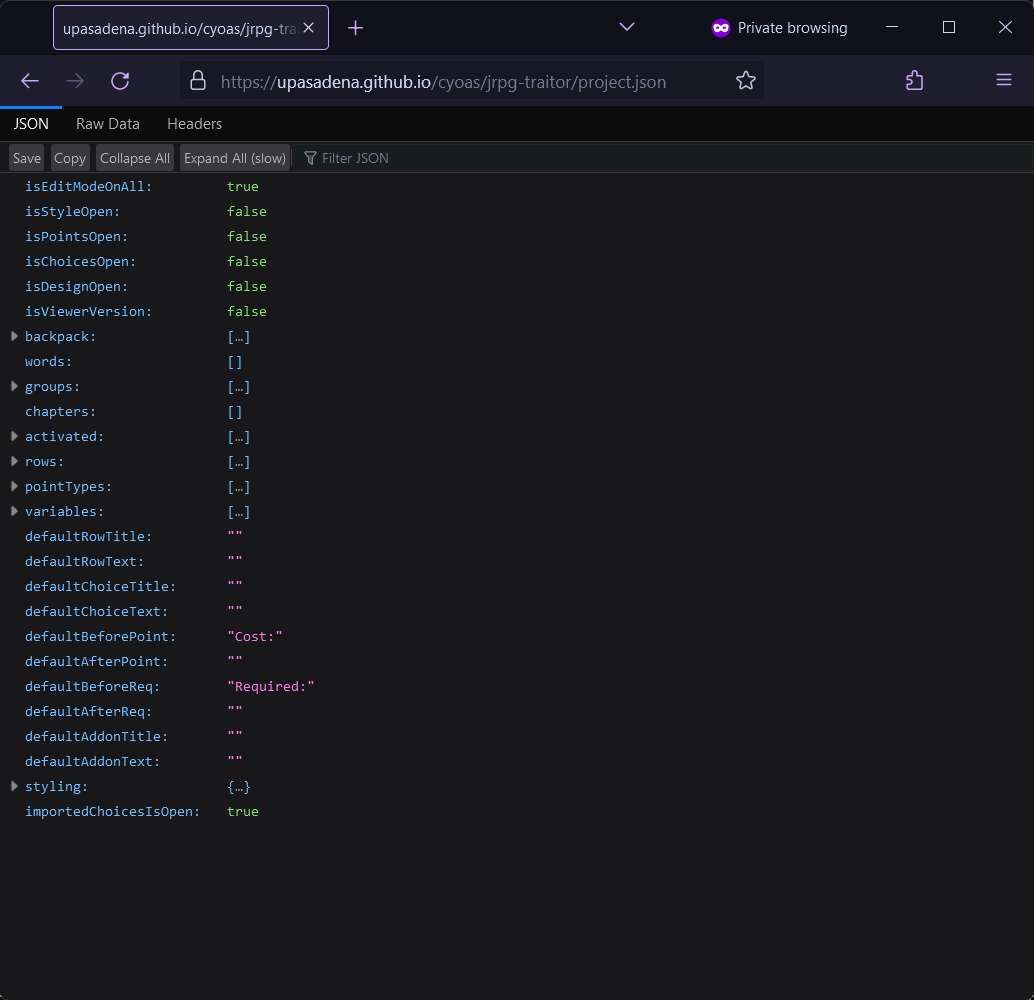 upasadena.github.io/cyoas/jrpg-tra
Private browsing
https://upasadena.github.io/cyoas/jrpg-traitor/project.json
JSON Raw Data Headers
Save Copy Collapse All Expand All (slow) Filter JSON
isEditModeOnAll: true
isStyleOpen: false
isPointsOpen: false
isChoicesOpen: false
isDesignOpen: false
isViewerVersion: false
backpack: […]
words: []
groups: […]
chapters: []
activated: […]
rows: […]
pointTypes: […]
variables: […]
defaultRowTitle: ""
defaultRowText: ""
defaultChoiceTitle: ""
defaultChoiceText: ""
defaultBeforePoint: "Cost:"
defaultAfterPoint: ""
defaultBeforeReq: "Required:"
defaultAfterReq: ""
defaultAddonTitle: ""
defaultAddonText: ""
styling: {…}
importedChoicesIsOpen: true